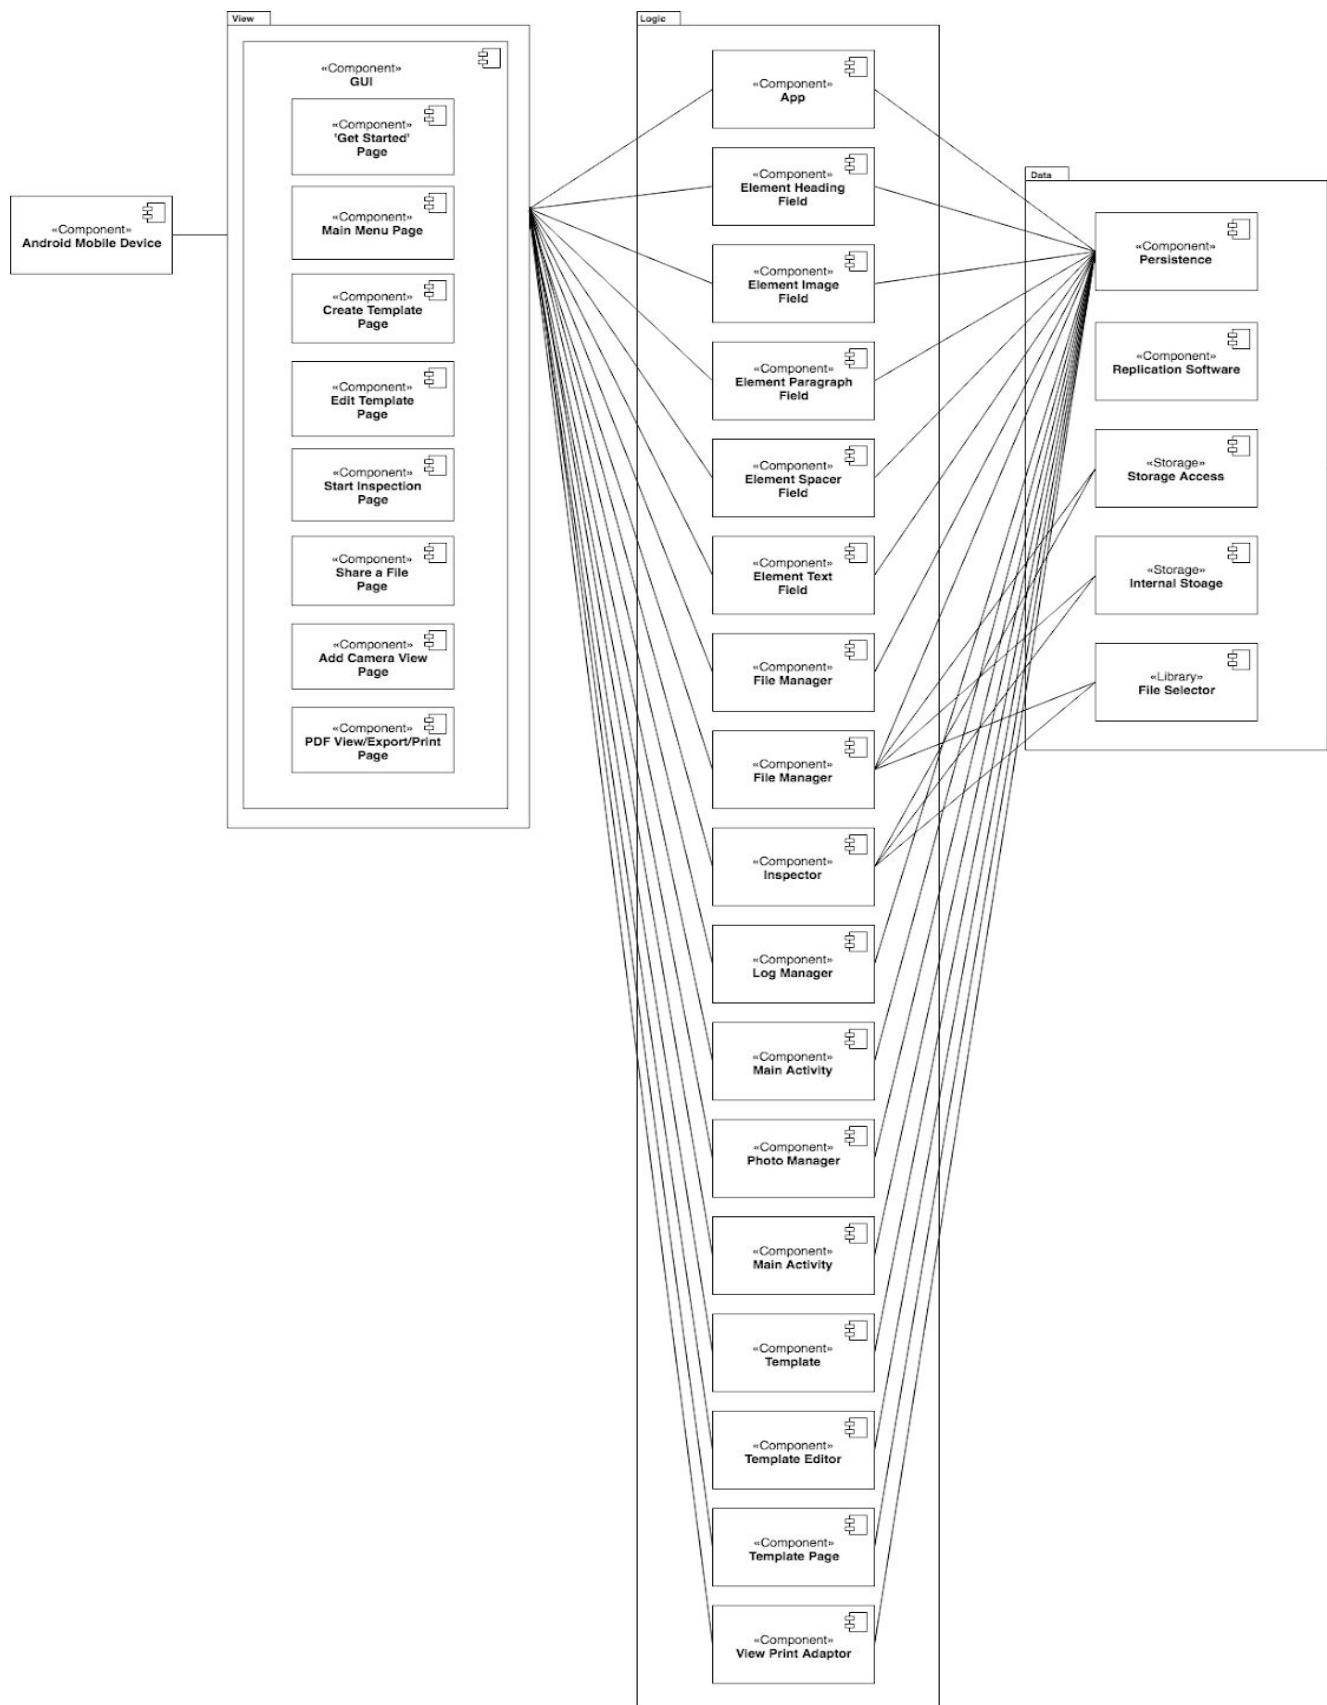 View
«Component»
GUI
«Component»
'Get Started'
Page
«Component»
Main Menu Page
«Component»
Create Template
Page
«Component»
Edit Template
Page
«Component»
Start Inspection
Page
«Component»
Share a File
Page
«Component»
Add Camera View
Page
«Component»
PDF View/Export/Print
Page
«Component»
Android Mobile Device
Logic
«Component»
App
«Component»
Element Heading
Field
«Component»
Element Image
Field
«Component»
Element Paragraph
Field
«Component»
Element Spacer
Field
«Component»
Element Text
Field
«Component»
File Manager
«Component»
File Manager
«Component»
Inspector
«Component»
Log Manager
«Component»
Main Activity
«Component»
Photo Manager
«Component»
Main Activity
«Component»
Template
«Component»
Template Editor
«Component»
Template Page
«Component»
View Print Adaptor
Data
«Component»
Persistence
«Component»
Replication Software
«Storage»
Storage Access
«Storage»
Internal Stoage
«Library»
File Selector